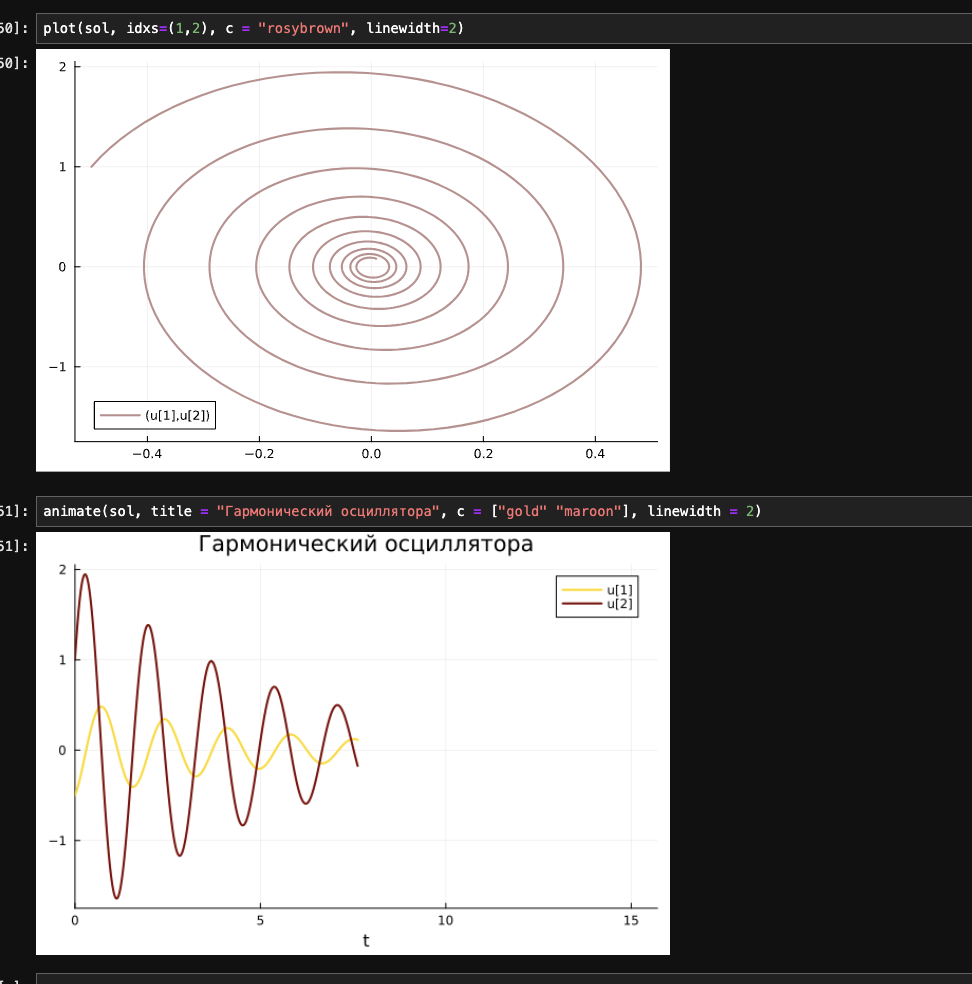 50]: plot(sol, idxs=(1,2), c = "rosybrown", linewidth=2)
50]:
2
1
0
−1
(u[1],u[2])
−0.4 −0.2 0.0 0.2 0.4
51]: animate(sol, title = "Гармонический осциллятора", c = ["gold" "maroon"], linewidth = 2)
51]:
Гармонический осциллятора
2
u[1]
u[2]
1
0
−1
0 5 10 15
t